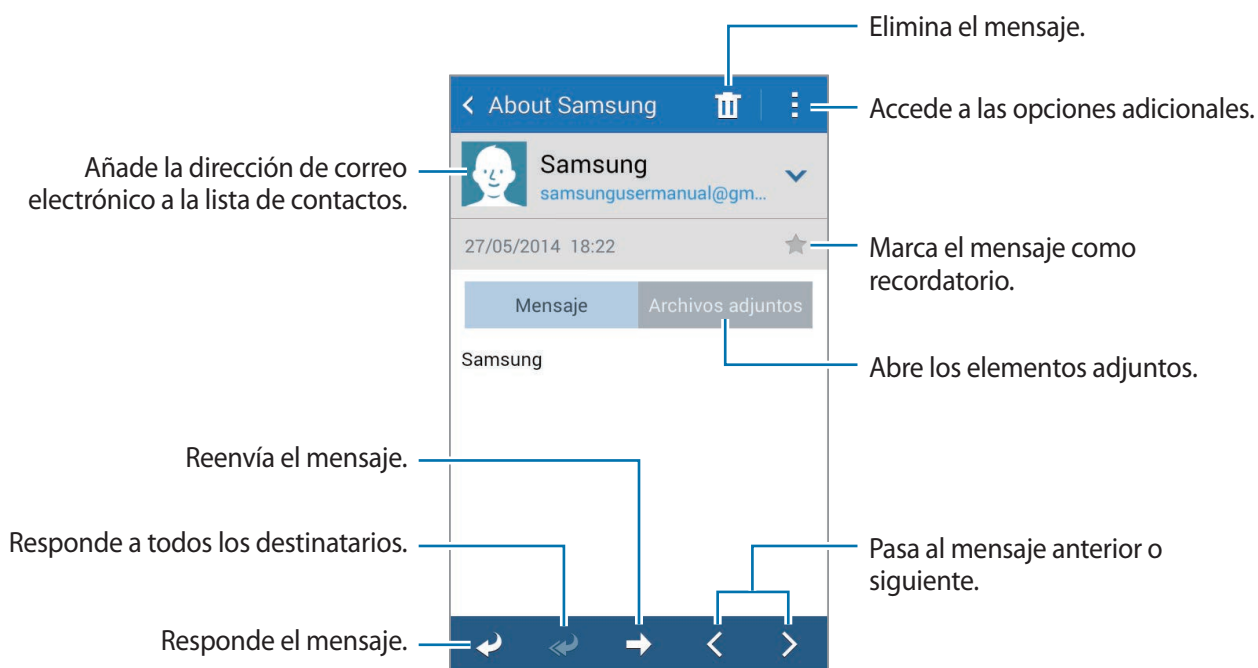 Elimina el mensaje.
About Samsung
Accede a las opciones adicionales.
Añade la dirección de correo
electrónico a la lista de contactos.
Samsung
samsungusermanual@gm...
27/05/2014 18:22
Marca el mensaje como
recordatorio.
Mensaje
Archivos adjuntos
Samsung
Abre los elementos adjuntos.
Reenvía el mensaje.
Responde a todos los destinatarios.
Pasa al mensaje anterior o
siguiente.
Responde el mensaje.